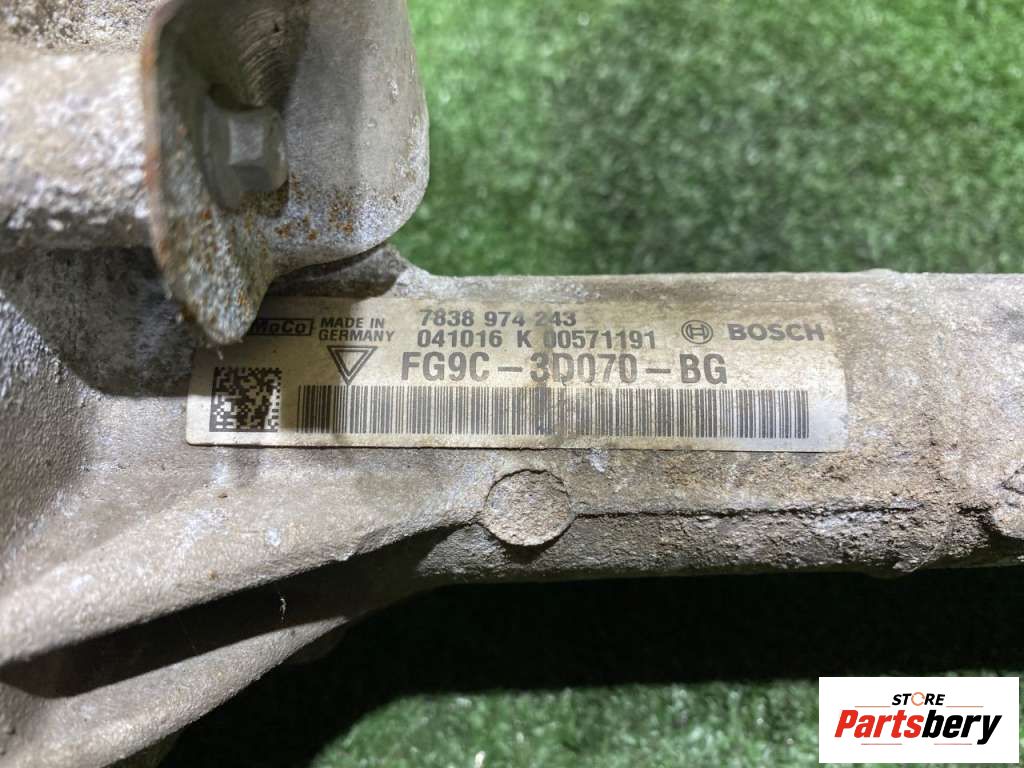 MoCo MADE IN GERMANY
7838 974 243
041016 K 00571191
BOSCH
FG9C-3D070-BG
STORE
Partsbery